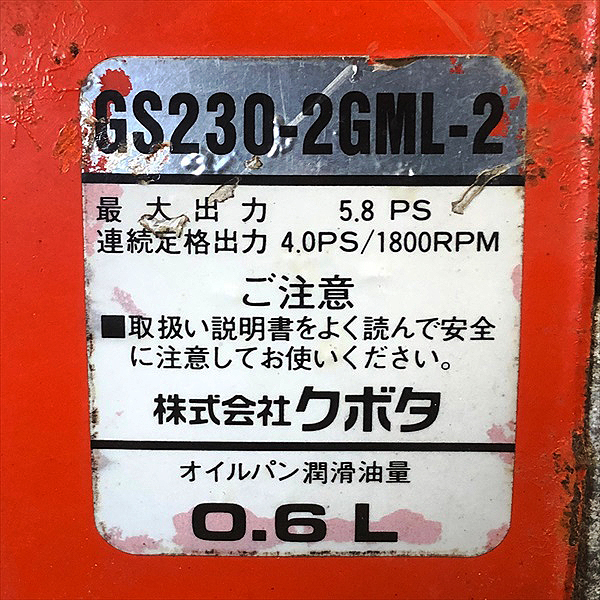 GS230-2GML-2
最大出力 5.8 PS
連続定格出力 4.0PS/1800RPM
ご注意
■取扱い説明書をよく読んで安全
に注意してお使いください。
株式会社クボタ
オイルパン潤滑油量
0.6L